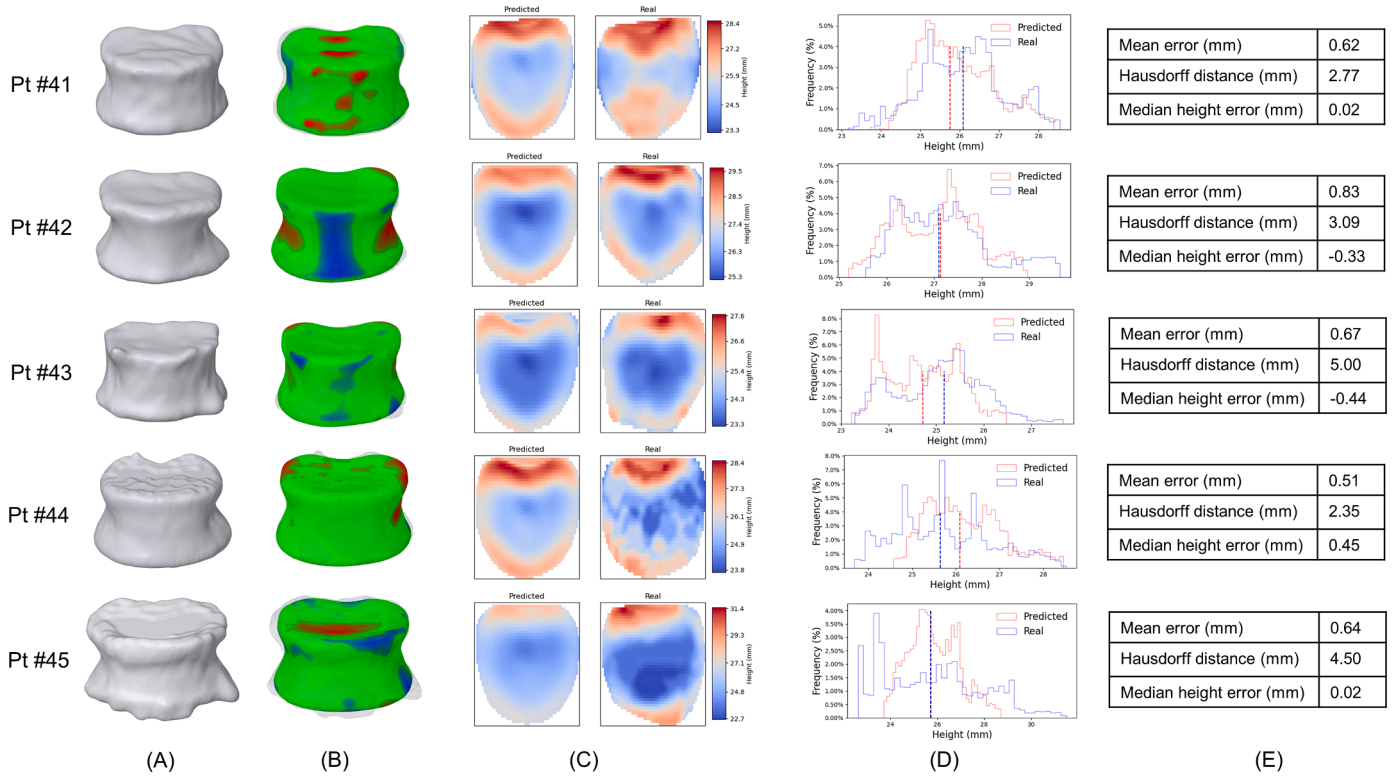 Pt #41
Predicted
Real
28.4
27.2
25.9
24.5
23.3
Height (mm)
5.0%
4.0%
3.0%
2.0%
1.0%
0.0%
Frequency (%)
Predicted
Real
23 24 25 26 27 28
Height (mm)
Mean error (mm) 0.62
Hausdorff distance (mm) 2.77
Median height error (mm) 0.02
Pt #42
Predicted
Real
29.5
28.5
27.4
26.2
25.3
Height (mm)
7.0%
6.0%
5.0%
4.0%
3.0%
2.0%
1.0%
0.0%
Frequency (%)
Predicted
Real
25 26 27 28 29
Height (mm)
Mean error (mm) 0.83
Hausdorff distance (mm) 3.09
Median height error (mm) -0.33
Pt #43
Predicted
Real
27.6
26.6
25.4
24.3
23.3
Height (mm)
8.0%
7.0%
6.0%
5.0%
4.0%
3.0%
2.0%
1.0%
0.0%
Frequency (%)
Predicted
Real
23 24 25 26 27
Height (mm)
Mean error (mm) 0.67
Hausdorff distance (mm) 5.00
Median height error (mm) -0.44
Pt #44
Predicted
Real
28.4
27.3
26.1
24.9
23.8
Height (mm)
8.0%
7.0%
6.0%
5.0%
4.0%
3.0%
2.0%
1.0%
0.0%
Frequency (%)
Predicted
Real
24 25 26 27 28
Height (mm)
Mean error (mm) 0.51
Hausdorff distance (mm) 2.35
Median height error (mm) 0.45
Pt #45
Predicted
Real
31.4
29.3
27.1
24.8
22.7
Height (mm)
4.00%
3.50%
3.00%
2.50%
2.00%
1.50%
1.00%
0.50%
0.00%
Frequency (%)
Predicted
Real
24 26 28 30
Height (mm)
Mean error (mm) 0.64
Hausdorff distance (mm) 4.50
Median height error (mm) 0.02
(A) (B) (C) (D) (E)